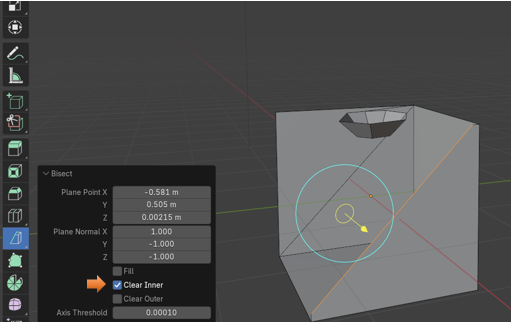 Bisect
Plane Point X -0.581 m
Y 0.505 m
Z 0.00215 m
Plane Normal X 1.000
Y -1.000
Z -1.000
Fill
Clear Inner
Clear Outer
Axis Threshold 0.00010